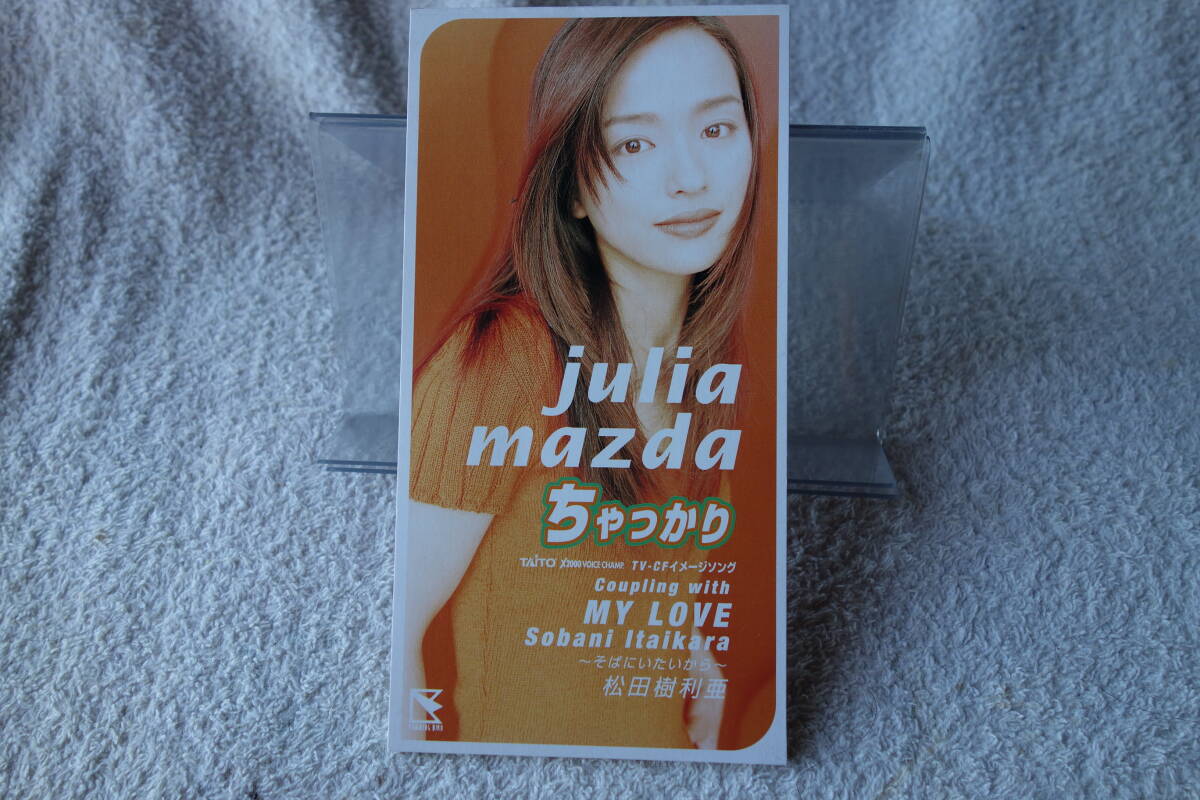 julia
mazda
ちゃっかり
TAITO X2000 VOICE CHAMP. TV-CFイメージソング
Coupling with
MY LOVE
Sobani Itaikara
～そばにいたいから～
松田樹利亜